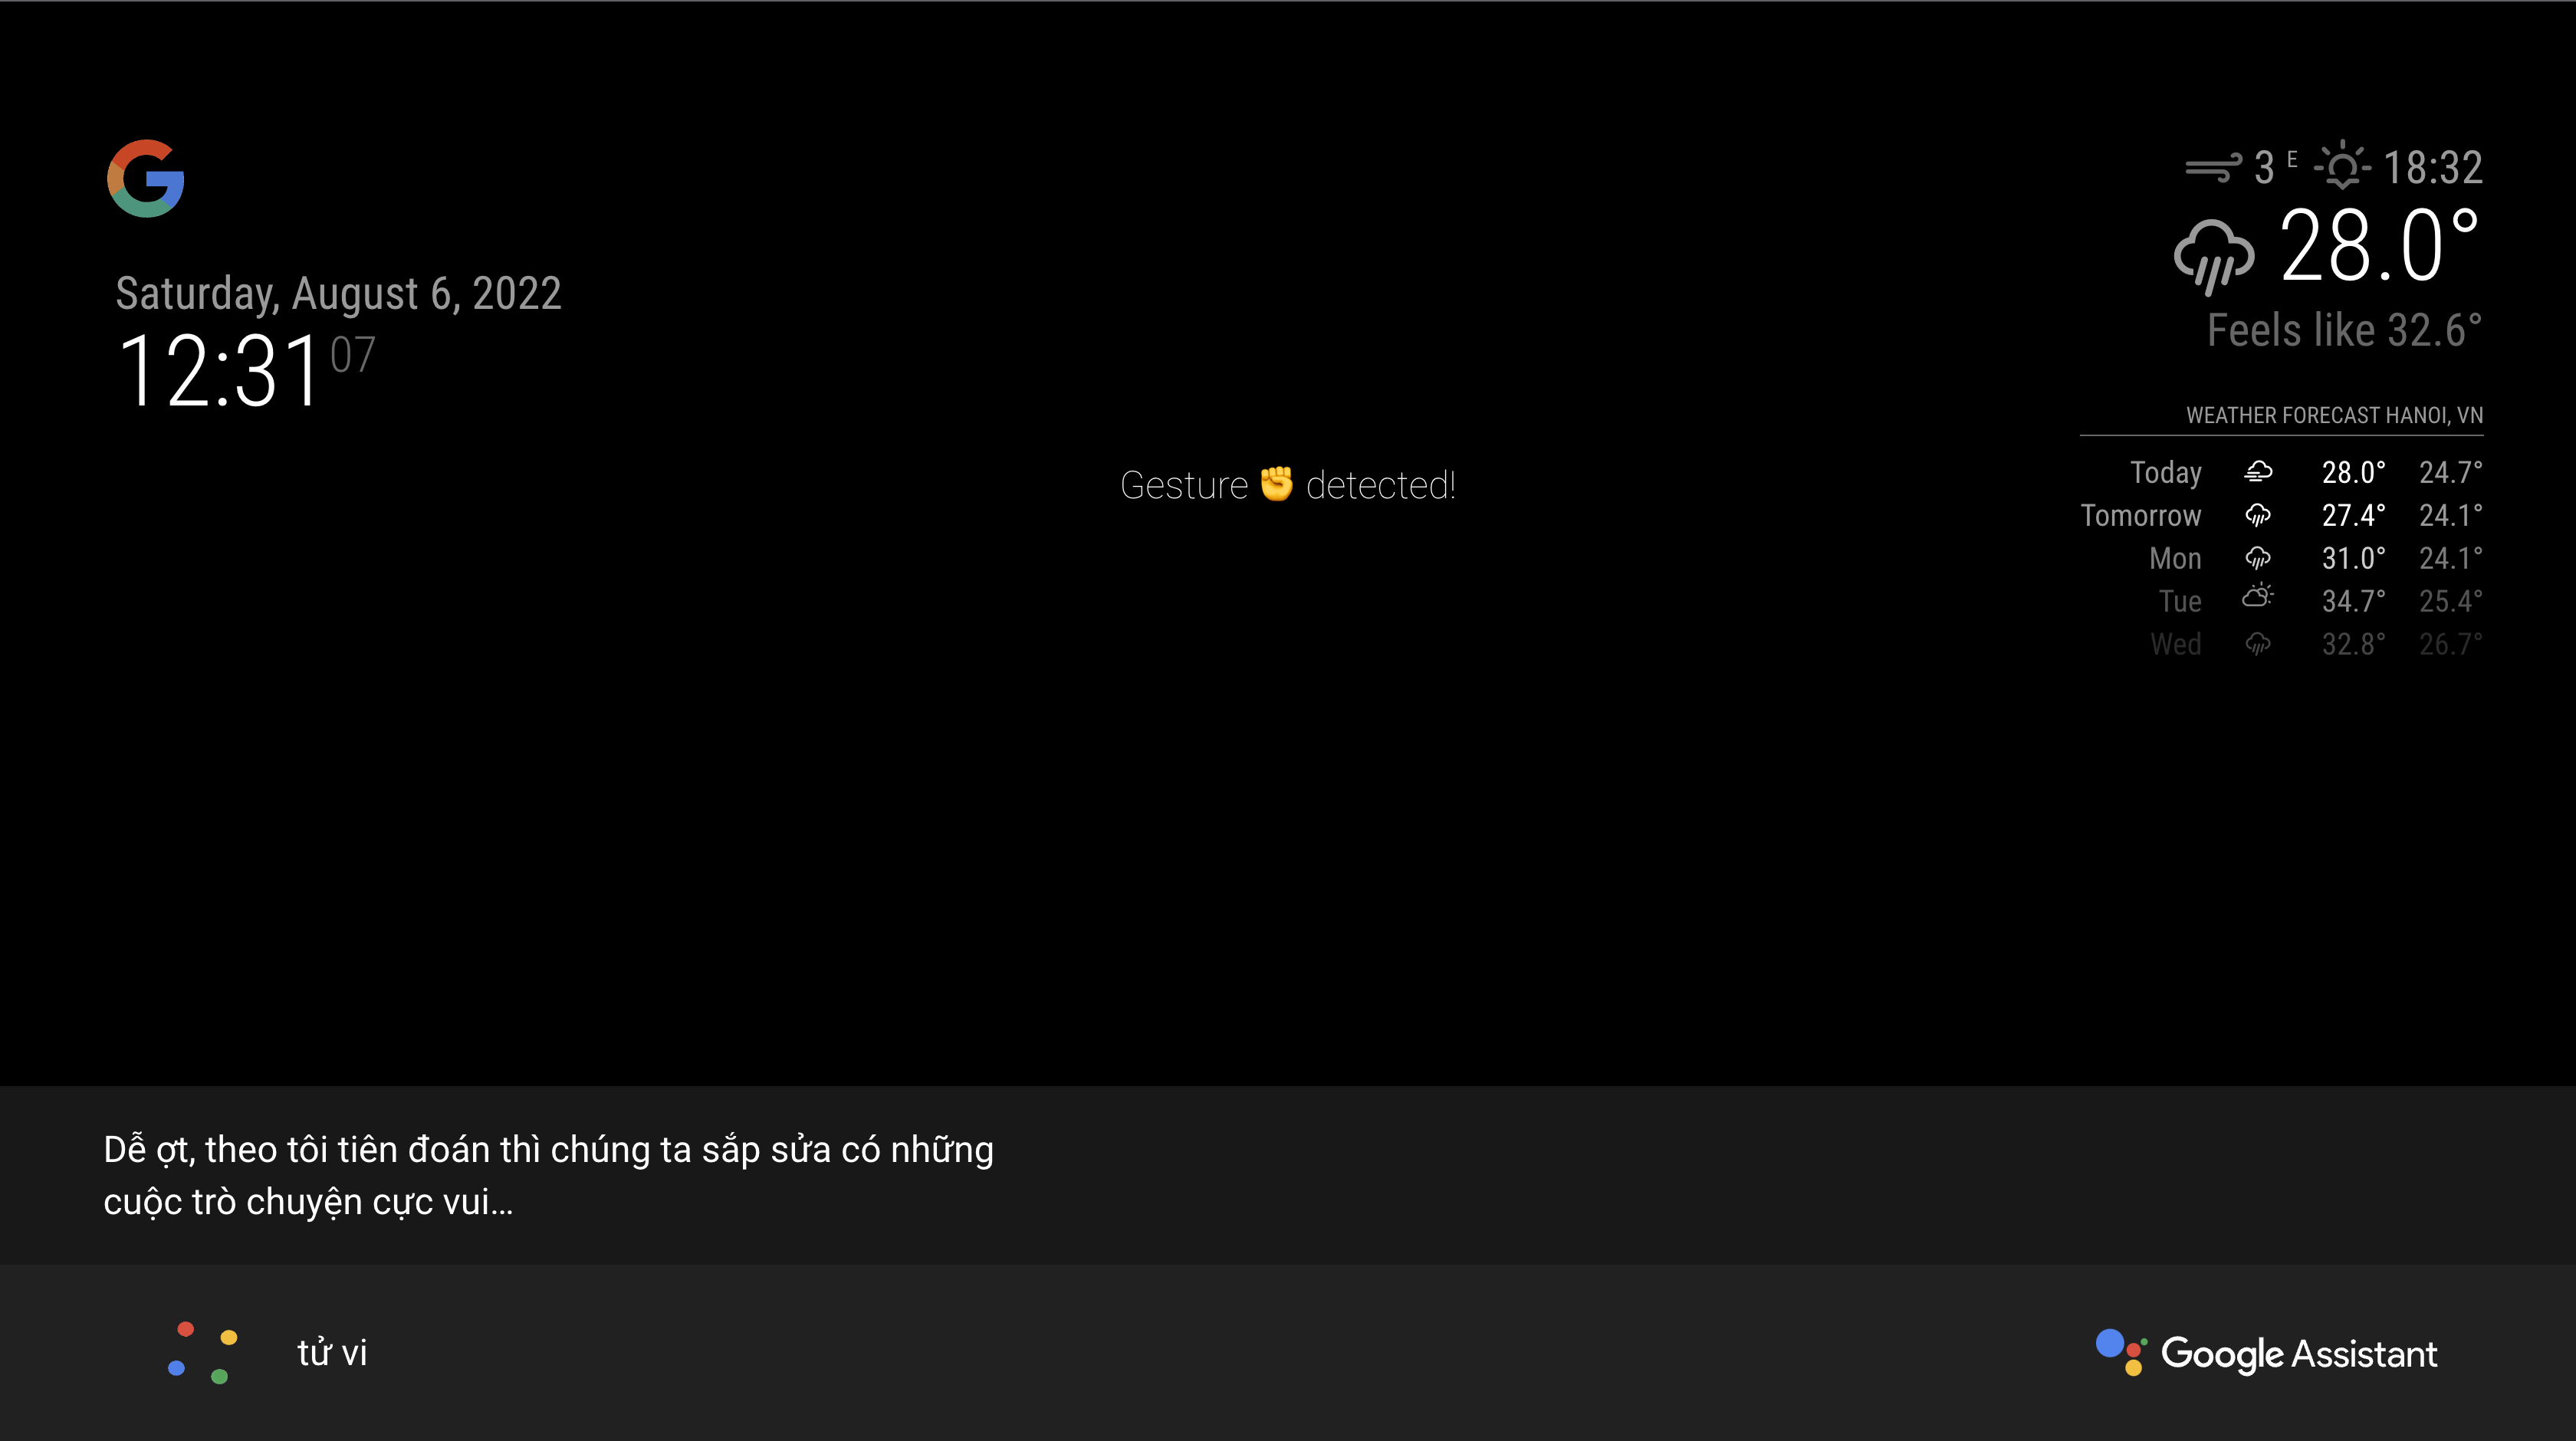 Saturday, August 6, 2022
12:31 07
3 E 18:32
28.0°
Feels like 32.6°
WEATHER FORECAST HANOI, VN
Today 28.0° 24.7°
Tomorrow 27.4° 24.1°
Mon 31.0° 24.1°
Tue 34.7° 25.4°
Wed 32.8° 26.7°
Gesture ✊ detected!
Dễ ợt, theo tôi tiên đoán thì chúng ta sắp sửa có những
cuộc trò chuyện cực vui...
tử vi
Google Assistant